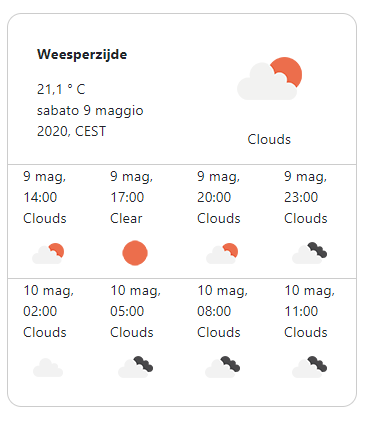 Weesperzijde
21,1 ° C
sabato 9 maggio
2020, CEST
Clouds
9 mag, 9 mag, 9 mag, 9 mag,
14:00 17:00 20:00 23:00
Clouds Clear Clouds Clouds
10 mag, 10 mag, 10 mag, 10 mag,
02:00 05:00 08:00 11:00
Clouds Clouds Clouds Clouds